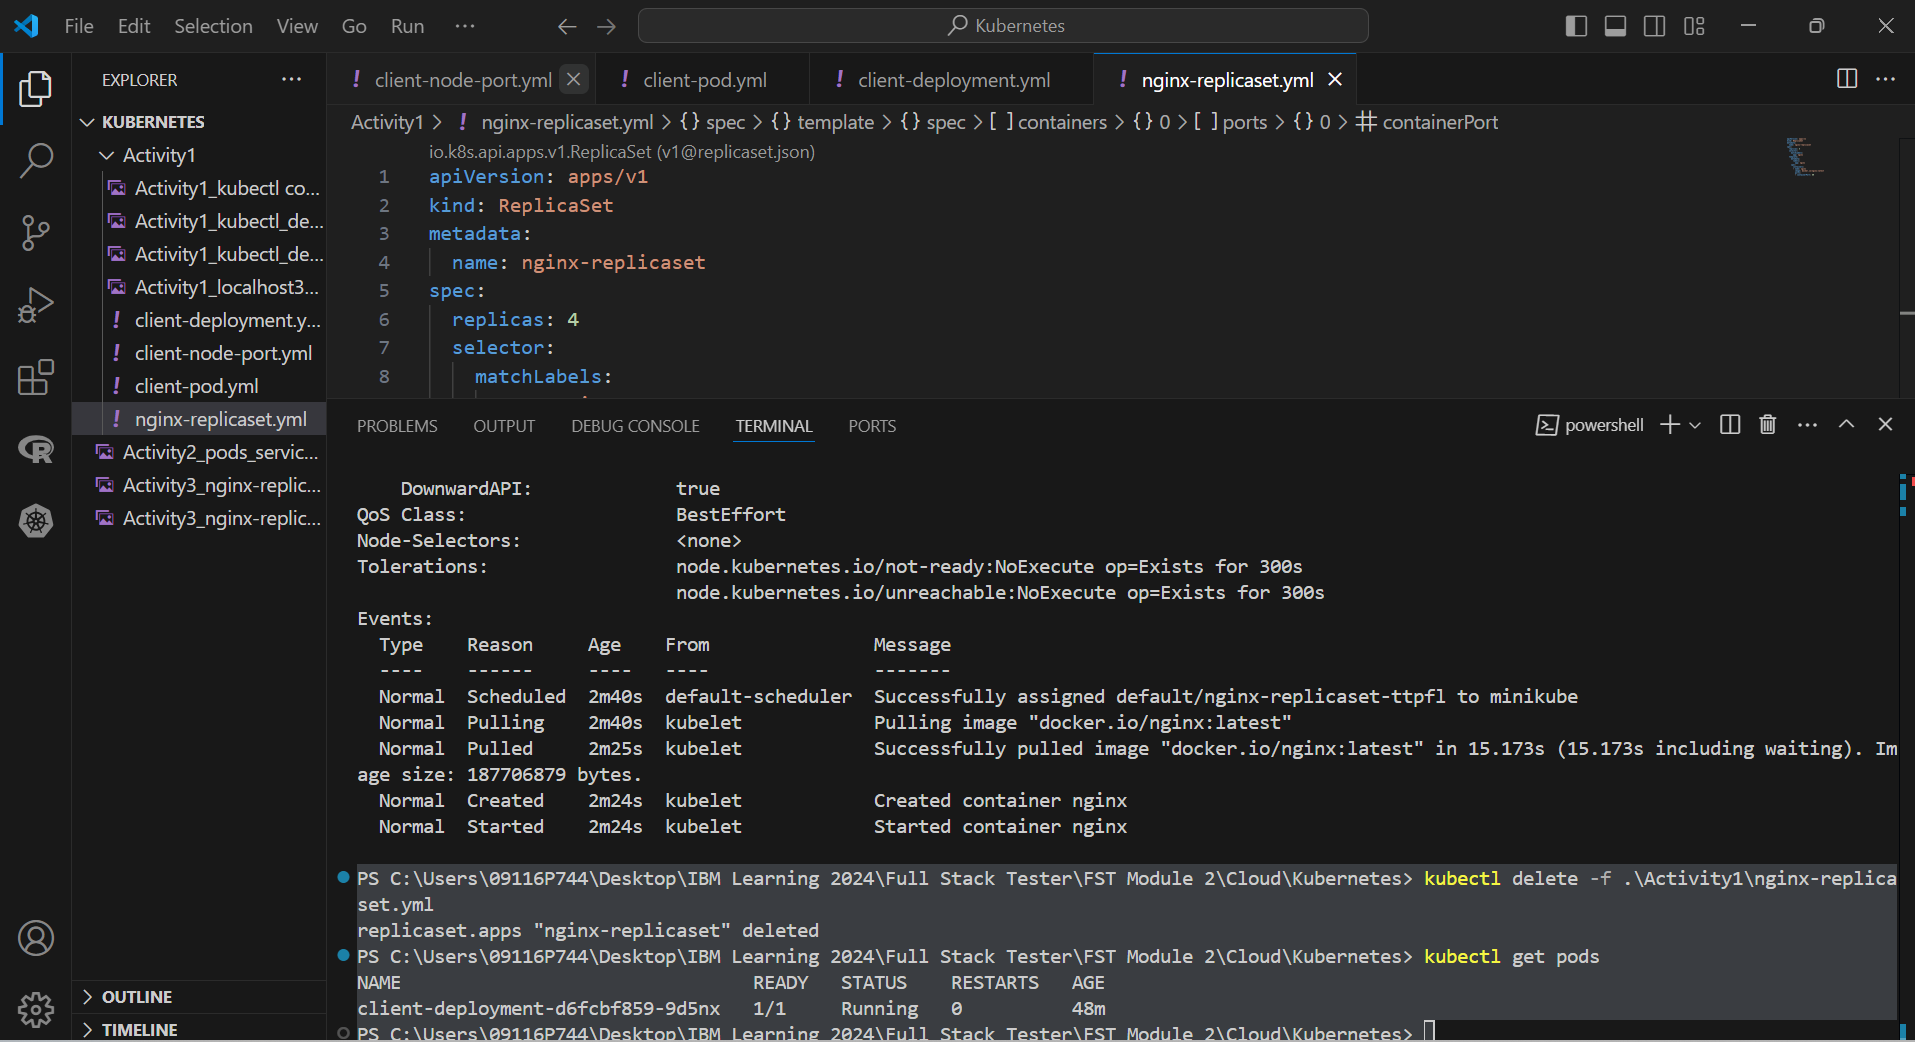 File Edit Selection View Go Run ···
Kubernetes
EXPLORER ···
KUBERNETES
Activity1
Activity1_kubectl co...
Activity1_kubectl_de...
Activity1_kubectl_de...
Activity1_localhost3...
client-deployment.y...
client-node-port.yml
client-pod.yml
nginx-replicaset.yml
Activity2_pods_servic...
Activity3_nginx-replic...
Activity3_nginx-replic...
OUTLINE
TIMELINE
! client-node-port.yml ! client-pod.yml ! client-deployment.yml ! nginx-replicaset.yml
Activity1 > ! nginx-replicaset.yml > {} spec > {} template > {} spec > [ ] containers > {} 0 > [ ] ports > {} 0 > # containerPort
io.k8s.api.apps.v1.ReplicaSet (v1@replicaset.json)
1 apiVersion: apps/v1
2 kind: ReplicaSet
3 metadata:
4 name: nginx-replicaset
5 spec:
6 replicas: 4
7 selector:
8 matchLabels:
PROBLEMS OUTPUT DEBUG CONSOLE TERMINAL PORTS
powershell
DownwardAPI: true
QoS Class: BestEffort
Node-Selectors: <none>
Tolerations: node.kubernetes.io/not-ready:NoExecute op=Exists for 300s
node.kubernetes.io/unreachable:NoExecute op=Exists for 300s
Events:
Type Reason Age From Message
---- ------ ---- ---- -------
Normal Scheduled 2m40s default-scheduler Successfully assigned default/nginx-replicaset-ttpfl to minikube
Normal Pulling 2m40s kubelet Pulling image "docker.io/nginx:latest"
Normal Pulled 2m25s kubelet Successfully pulled image "docker.io/nginx:latest" in 15.173s (15.173s including waiting). Im
age size: 187706879 bytes.
Normal Created 2m24s kubelet Created container nginx
Normal Started 2m24s kubelet Started container nginx
PS C:\Users\09116P744\Desktop\IBM Learning 2024\Full Stack Tester\FST Module 2\Cloud\Kubernetes> kubectl delete -f .\Activity1\nginx-replica
set.yml
replicaset.apps "nginx-replicaset" deleted
PS C:\Users\09116P744\Desktop\IBM Learning 2024\Full Stack Tester\FST Module 2\Cloud\Kubernetes> kubectl get pods
NAME READY STATUS RESTARTS AGE
client-deployment-d6fcbf859-9d5nx 1/1 Running 0 48m
PS C:\Users\09116P744\Desktop\IBM Learning 2024\Full Stack Tester\FST Module 2\Cloud\Kubernetes>